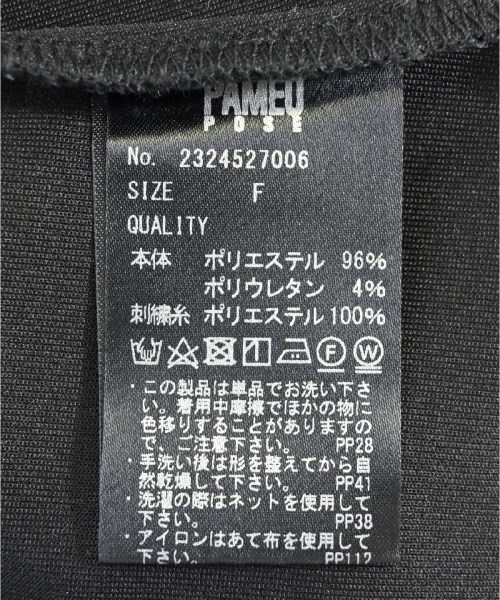 PAMEO
POSE
No. 2324527006
SIZE F
QUALITY
本体 ポリエステル 96%
ポリウレタン 4%
刺繍糸 ポリエステル 100%
・この製品は単品でお洗い下さ
い。着用中摩擦でほかの物に
色移りすることがありますの
で、ご注意下さい。 PP28
・手洗い後は形を整えてから自
然乾燥して下さい。 PP41
・洗濯の際はネットを使用して
下さい。 PP38
・アイロンはあて布を使用して
下さい。 PP112